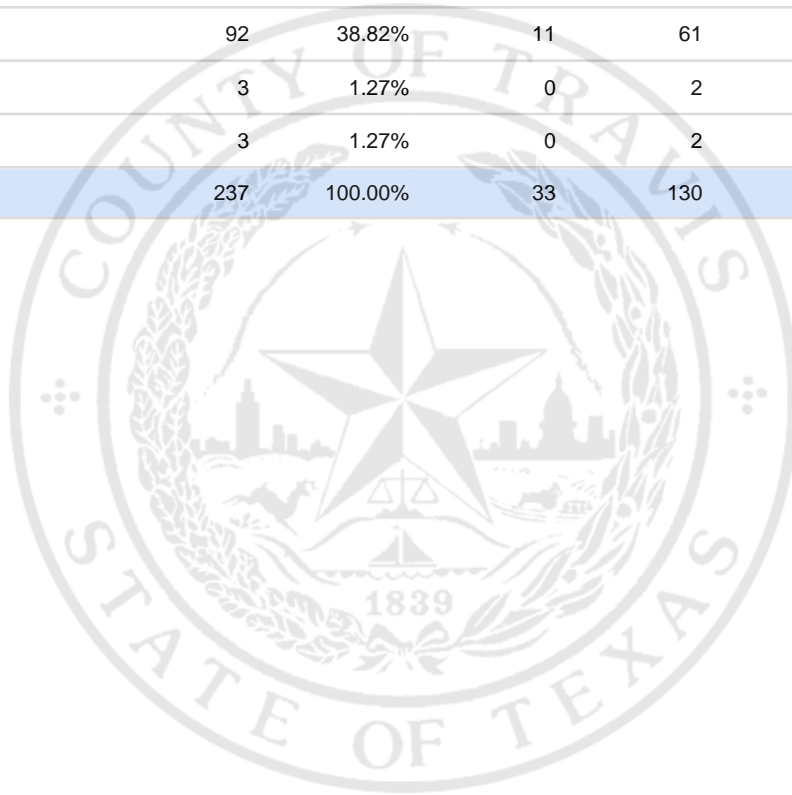 92 38.82% 11 61
3 1.27% 0 2
3 1.27% 0 2
237 100.00% 33 130
COUNTY OF TRAVIS
1839
STATE OF TEXAS